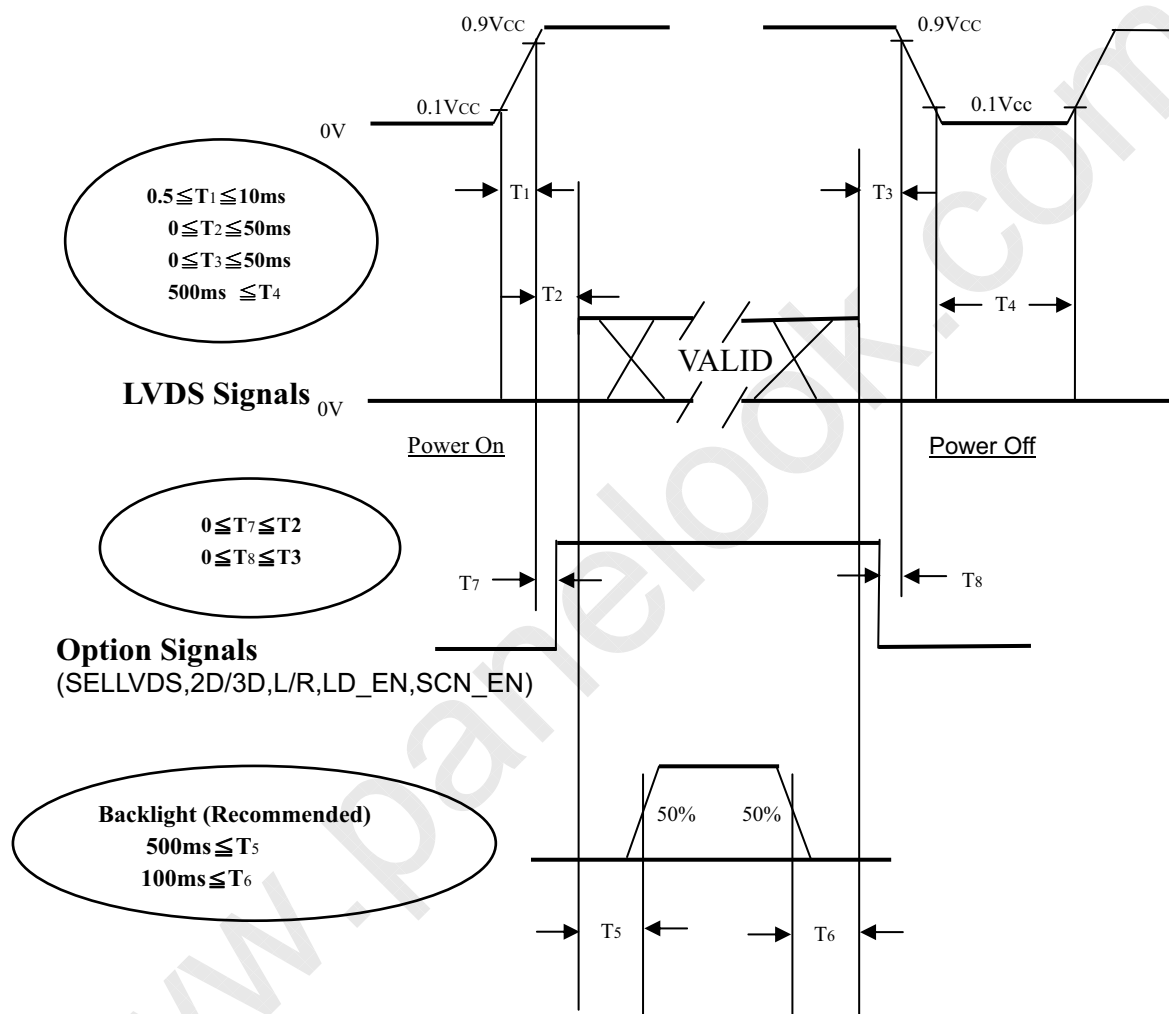 0.9VCC
0.9VCC
0.1VCC
0.1Vcc
0V
0.5≦T1≦10ms
0≦T2≦50ms
0≦T3≦50ms
500ms ≦T4
T1
T3
T2
T4
VALID
LVDS Signals
0V
Power On
Power Off
0≦T7≦T2
0≦T8≦T3
T7
T8
Option Signals
(SELLVDS,2D/3D,L/R,LD_EN,SCN_EN)
Backlight (Recommended)
500ms≦T5
100ms≦T6
50%
50%
T5
T6
www.panelook.com